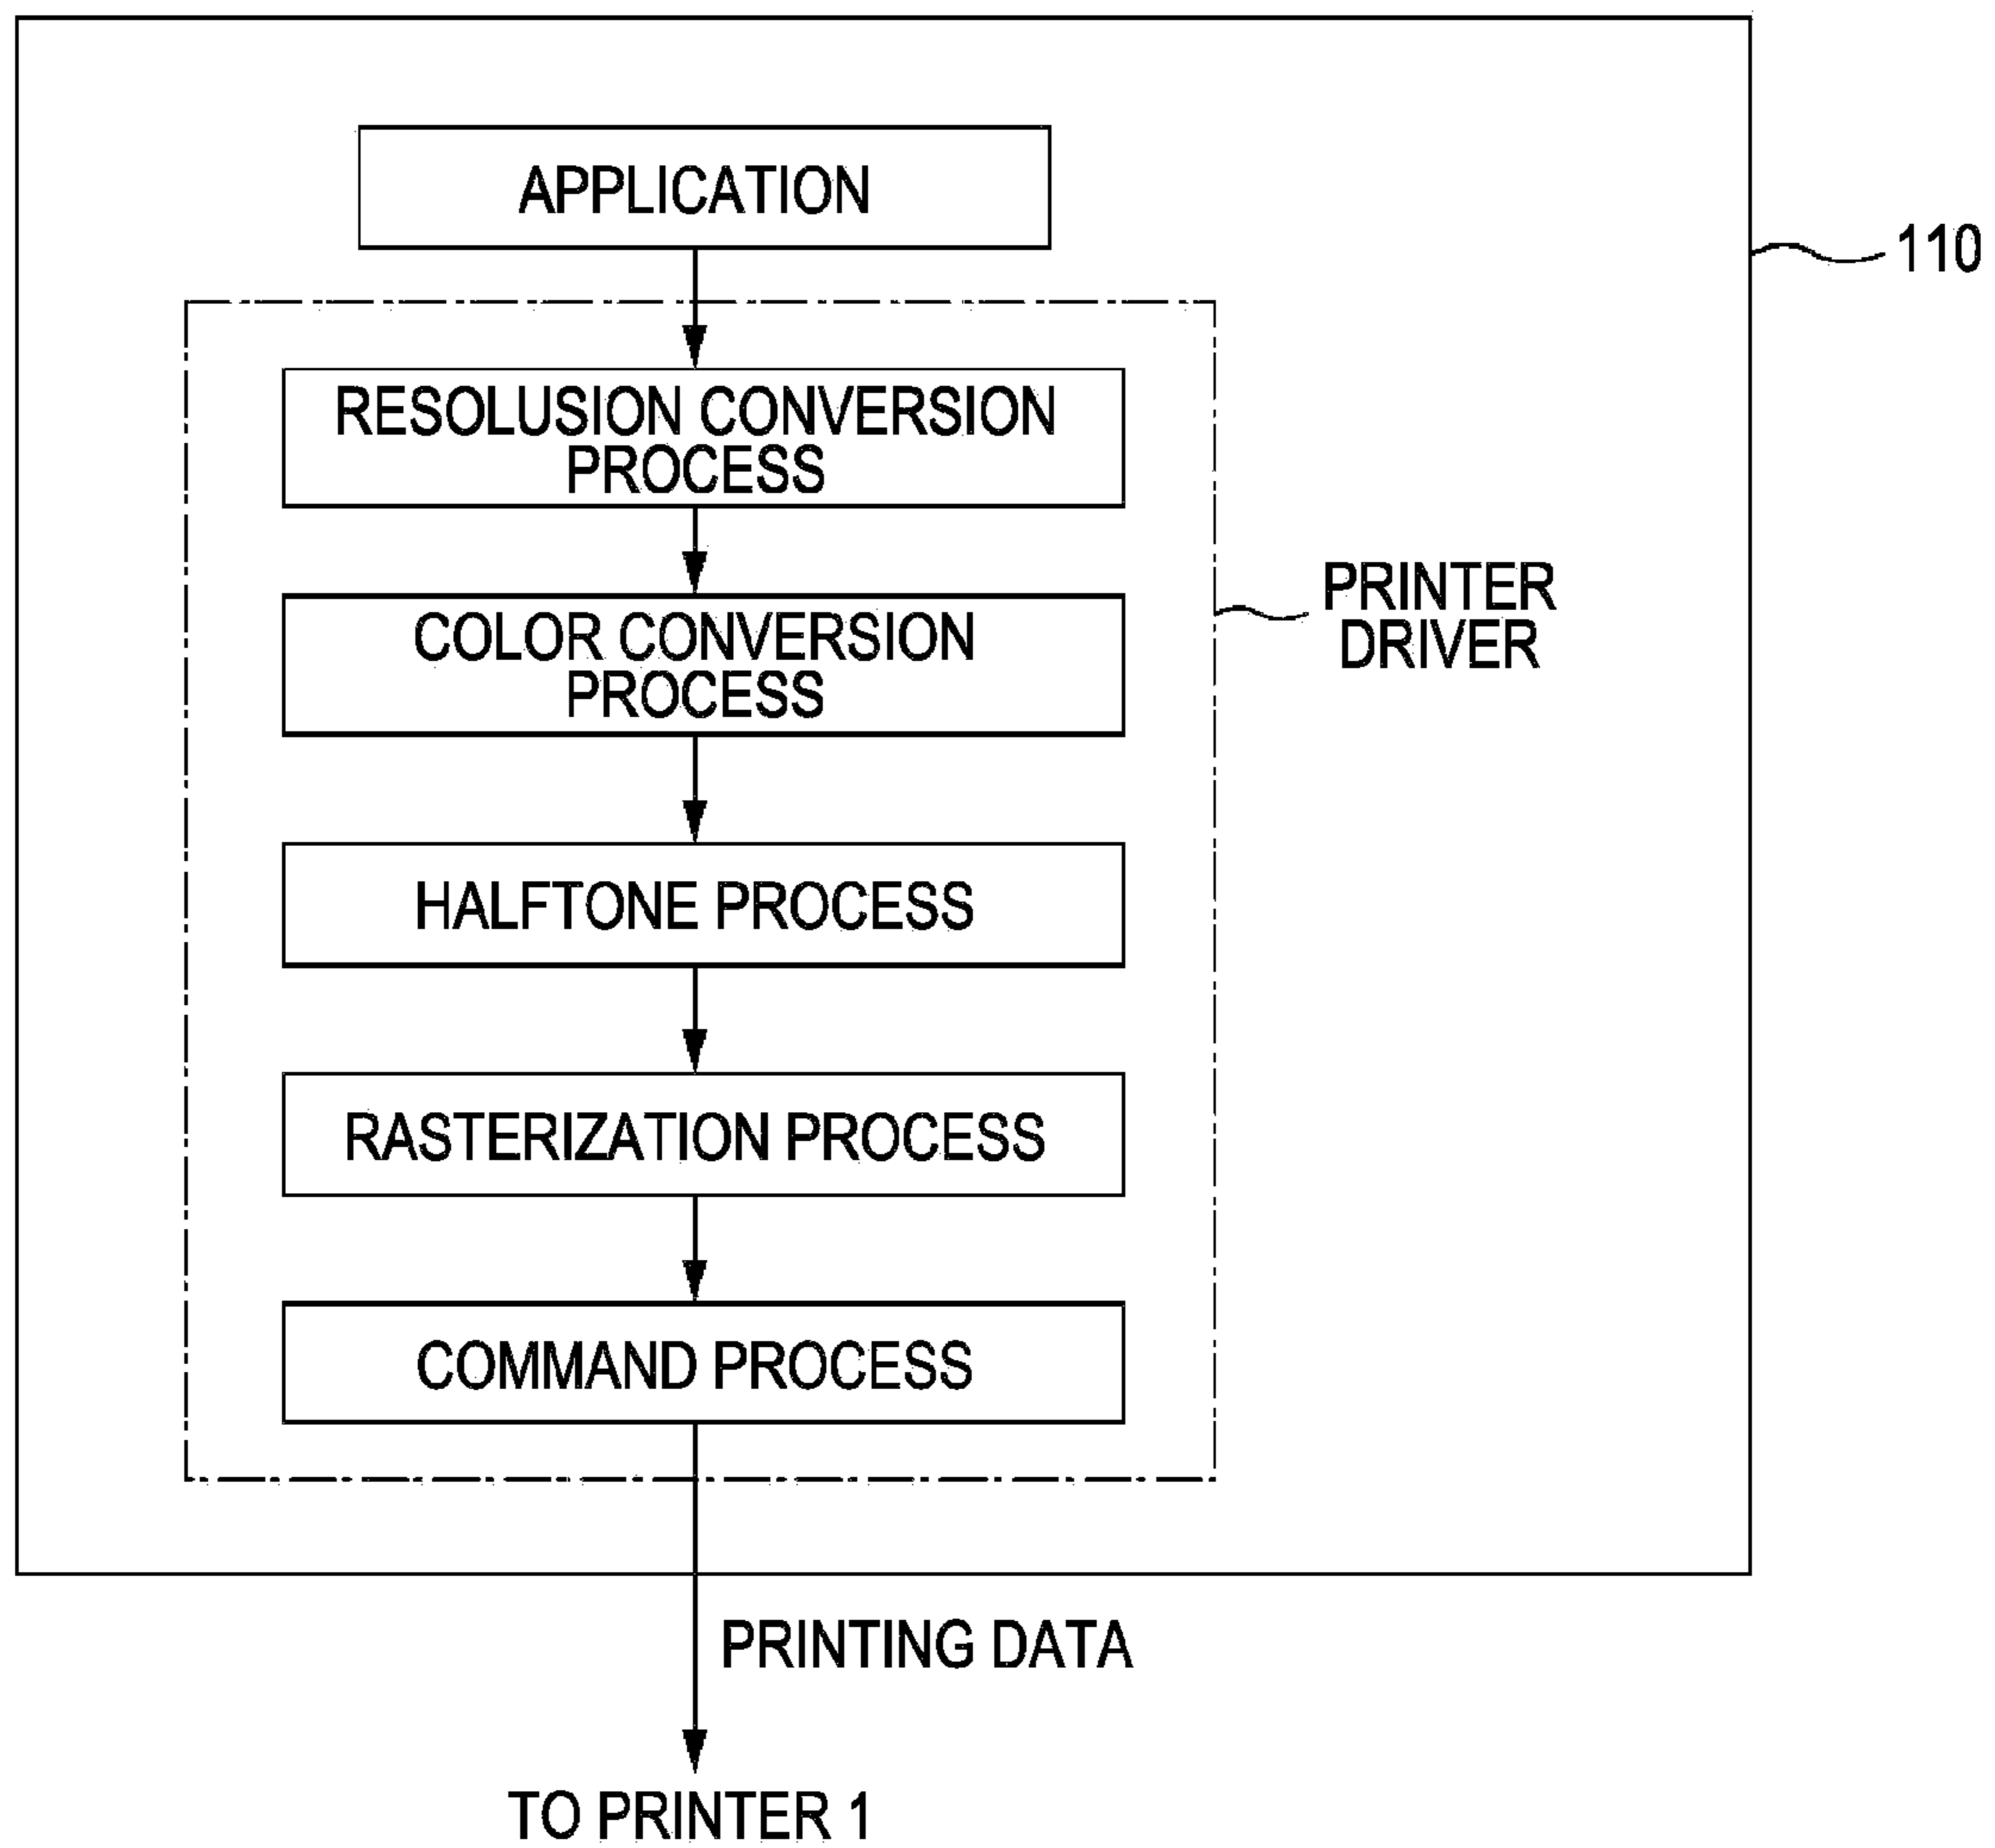 APPLICATION
110
RESOLUSION CONVERSION
PROCESS
COLOR CONVERSION
PROCESS
PRINTER
DRIVER
HALFTONE PROCESS
RASTERIZATION PROCESS
COMMAND PROCESS
PRINTING DATA
TO PRINTER 1